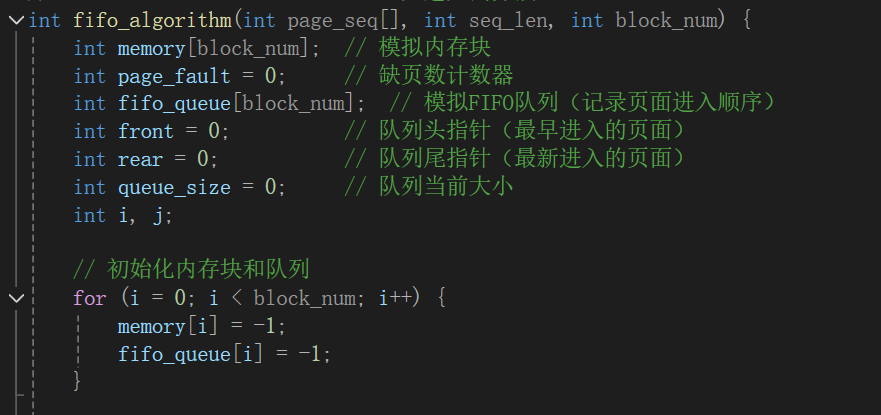 int fifo_algorithm(int page_seq[], int seq_len, int block_num) {
    int memory[block_num];  // 模拟内存块
    int page_fault = 0;     // 缺页数计数器
    int fifo_queue[block_num];  // 模拟FIFO队列（记录页面进入顺序）
    int front = 0;          // 队列头指针（最早进入的页面）
    int rear = 0;           // 队列尾指针（最新进入的页面）
    int queue_size = 0;     // 队列当前大小
    int i, j;

    // 初始化内存块和队列
    for (i = 0; i < block_num; i++) {
        memory[i] = -1;
        fifo_queue[i] = -1;
    }